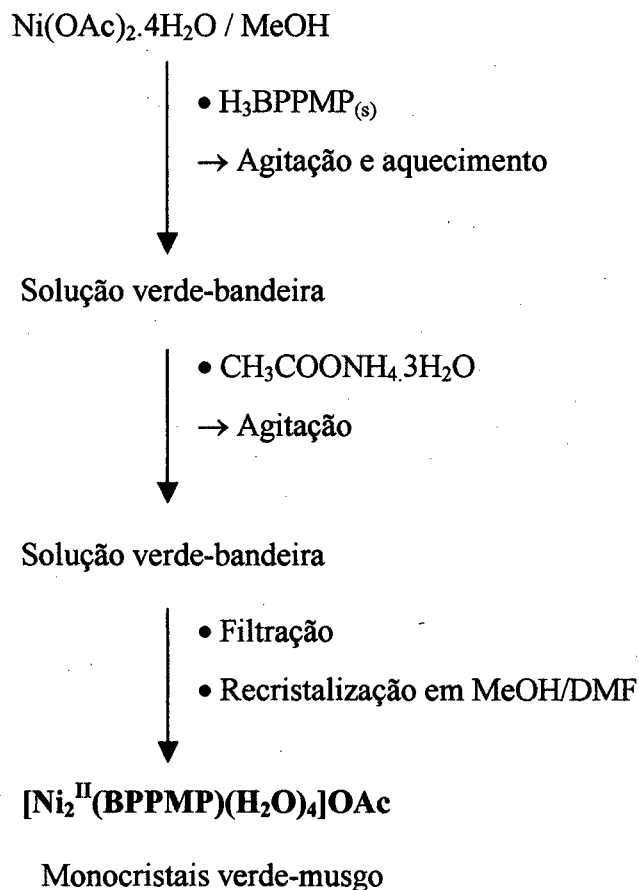 Ni(OAc)₂.4H₂O / MeOH
• H₃BPPMP₍ₛ₎
→ Agitação e aquecimento
Solução verde-bandeira
• CH₃COONH₄.3H₂O
→ Agitação
Solução verde-bandeira
• Filtração
• Recristalização em MeOH/DMF
[Ni₂ᴵᴵ(BPPMP)(H₂O)₄]OAc
Monocristais verde-musgo